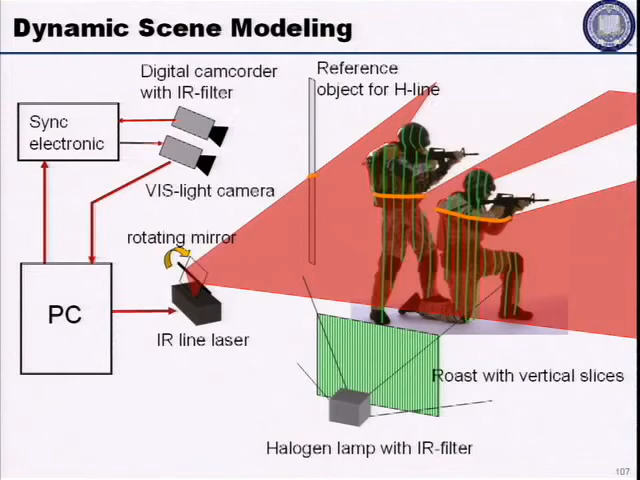 Dynamic Scene Modeling
Digital camcorder
with IR-filter
Reference
object for H-line
Sync
electronic
VIS-light camera
rotating mirror
PC
IR line laser
Roast with vertical slices
Halogen lamp with IR-filter
107